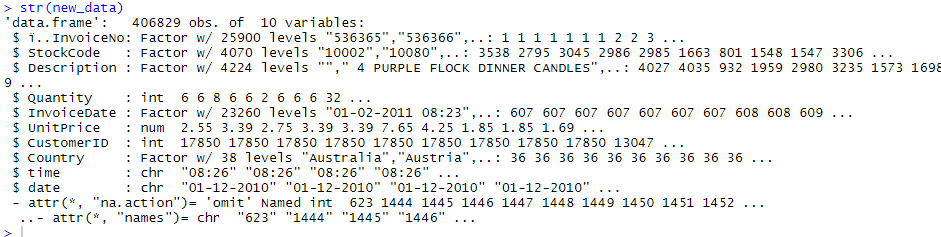 > str(new_data)
'data.frame':   406829 obs. of  10 variables:
 $ i..InvoiceNo: Factor w/ 25900 levels "536365","536366",..: 1 1 1 1 1 1 1 2 2 3 ...
 $ StockCode   : Factor w/ 4070 levels "10002","10080",..: 3538 2795 3045 2986 2985 1663 801 1548 1547 3306 ...
 $ Description : Factor w/ 4224 levels ""," 4 PURPLE FLOCK DINNER CANDLES",..: 4027 4035 932 1959 2980 3235 1573 1698
9 ...
 $ Quantity    : int  6 6 8 6 6 2 6 6 6 32 ...
 $ InvoiceDate : Factor w/ 23260 levels "01-02-2011 08:23",..: 607 607 607 607 607 607 607 608 608 609 ...
 $ UnitPrice   : num  2.55 3.39 2.75 3.39 3.39 7.65 4.25 1.85 1.85 1.69 ...
 $ CustomerID  : int  17850 17850 17850 17850 17850 17850 17850 17850 17850 13047 ...
 $ Country     : Factor w/ 38 levels "Australia","Austria",..: 36 36 36 36 36 36 36 36 36 36 ...
 $ time        : chr  "08:26" "08:26" "08:26" "08:26" ...
 $ date        : chr  "01-12-2010" "01-12-2010" "01-12-2010" "01-12-2010" ...
 - attr(*, "na.action")= 'omit' Named int  623 1444 1445 1446 1447 1448 1449 1450 1451 1452 ...
  ..- attr(*, "names")= chr  "623" "1444" "1445" "1446" ...
>